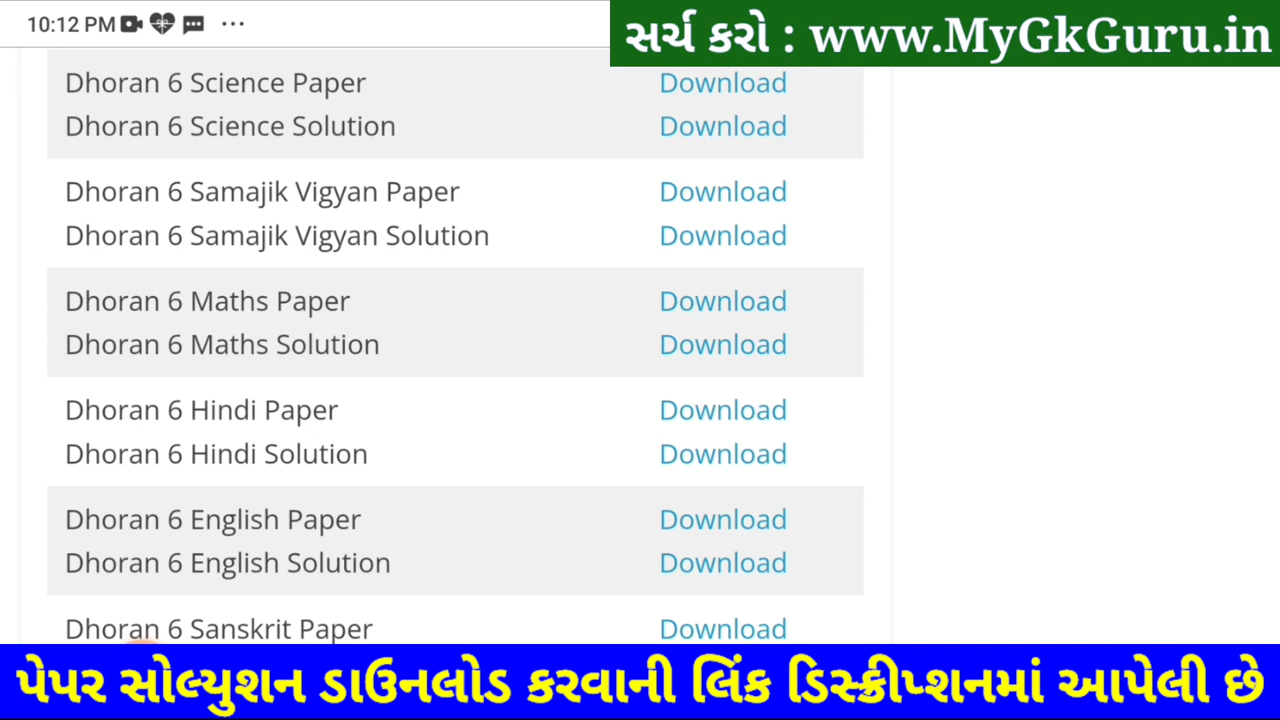 10:12 PM
સર્ચ કરો : www.MyGkGuru.in
Dhoran 6 Science Paper Download
Dhoran 6 Science Solution Download
Dhoran 6 Samajik Vigyan Paper Download
Dhoran 6 Samajik Vigyan Solution Download
Dhoran 6 Maths Paper Download
Dhoran 6 Maths Solution Download
Dhoran 6 Hindi Paper Download
Dhoran 6 Hindi Solution Download
Dhoran 6 English Paper Download
Dhoran 6 English Solution Download
Dhoran 6 Sanskrit Paper Download
પેપર સોલ્યુશન ડાઉનલોડ કરવાની લિંક ડિસ્ક્રીપ્શનમાં આપેલી છે